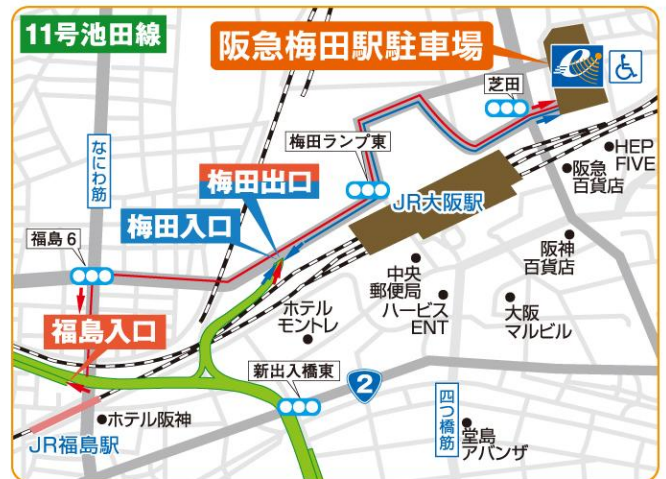 11号池田線
阪急梅田駅駐車場
芝田
なにわ筋
梅田ランプ東
HEP
FIVE
阪急
百貨店
梅田出口
JR大阪駅
梅田入口
福島6
阪神
百貨店
中央
郵便局
ハービス
ENT
大阪
マルビル
ホテル
モントレ
福島入口
新出入橋東
2
四つ橋筋
ホテル阪神
堂島
アバンザ
JR福島駅